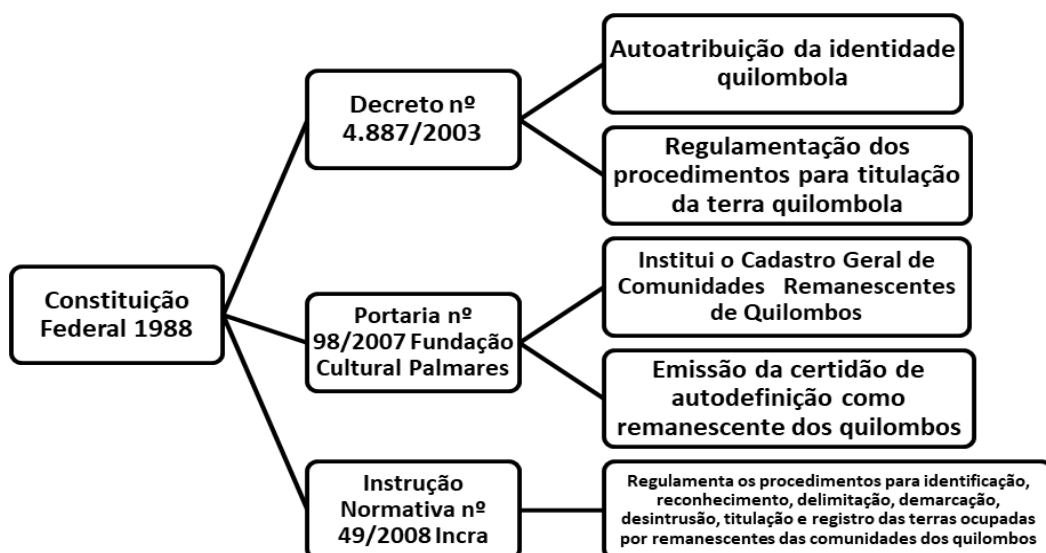 Constituição
Federal 1988
Decreto nº
4.887/2003
Autoatribuição da identidade
quilombola
Regulamentação dos
procedimentos para titulação
da terra quilombola
Portaria nº
98/2007 Fundação
Cultural Palmares
Institui o Cadastro Geral de
Comunidades Remanescentes
de Quilombos
Emissão da certidão de
autodefinição como
remanescente dos quilombos
Instrução
Normativa nº
49/2008 Incra
Regulamenta os procedimentos para identificação,
reconhecimento, delimitação, demarcação,
desintrusão, titulação e registro das terras ocupadas
por remanescentes das comunidades dos quilombos